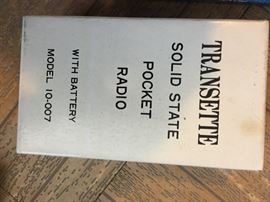 TRANSETTE
SOLID STATE
POCKET
RADIO
WITH BATTERY
MODEL 10-007